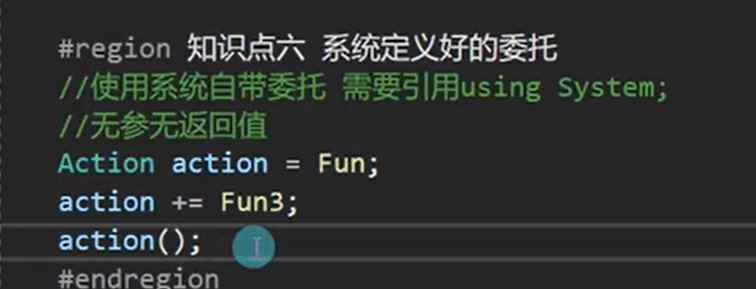 #region 知识点六 系统定义好的委托
//使用系统自带委托 需要引用using System;
//无参无返回值
Action action = Fun;
action += Fun3;
action();
#endregion